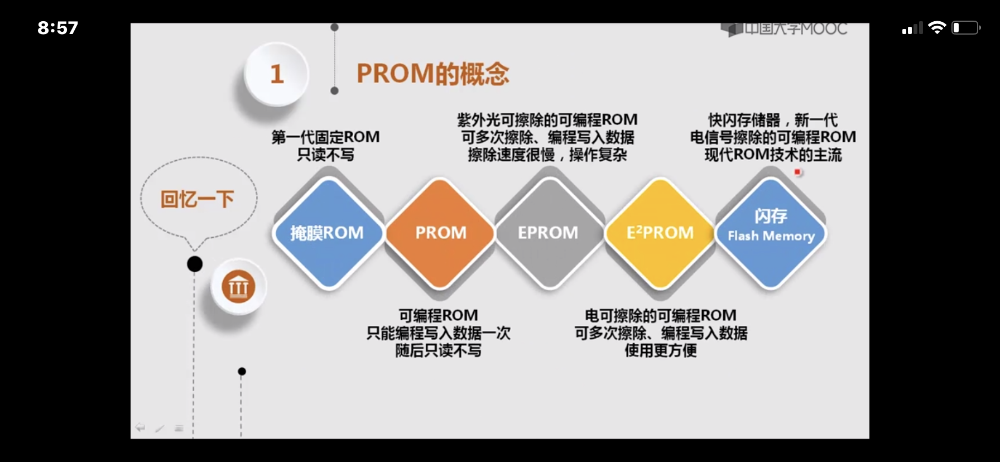 8:57
中国大学MOOC
1
PROM的概念
第一代固定ROM
只读不写
紫外光可擦除的可编程ROM
可多次擦除、编程写入数据
擦除速度很慢，操作复杂
快闪存储器，新一代
电信号擦除的可编程ROM
现代ROM技术的主流
回忆一下
掩膜ROM
PROM
EPROM
E²PROM
闪存
Flash Memory
可编程ROM
只能编程写入数据一次
随后只读不写
电可擦除的可编程ROM
可多次擦除、编程写入数据
使用更方便